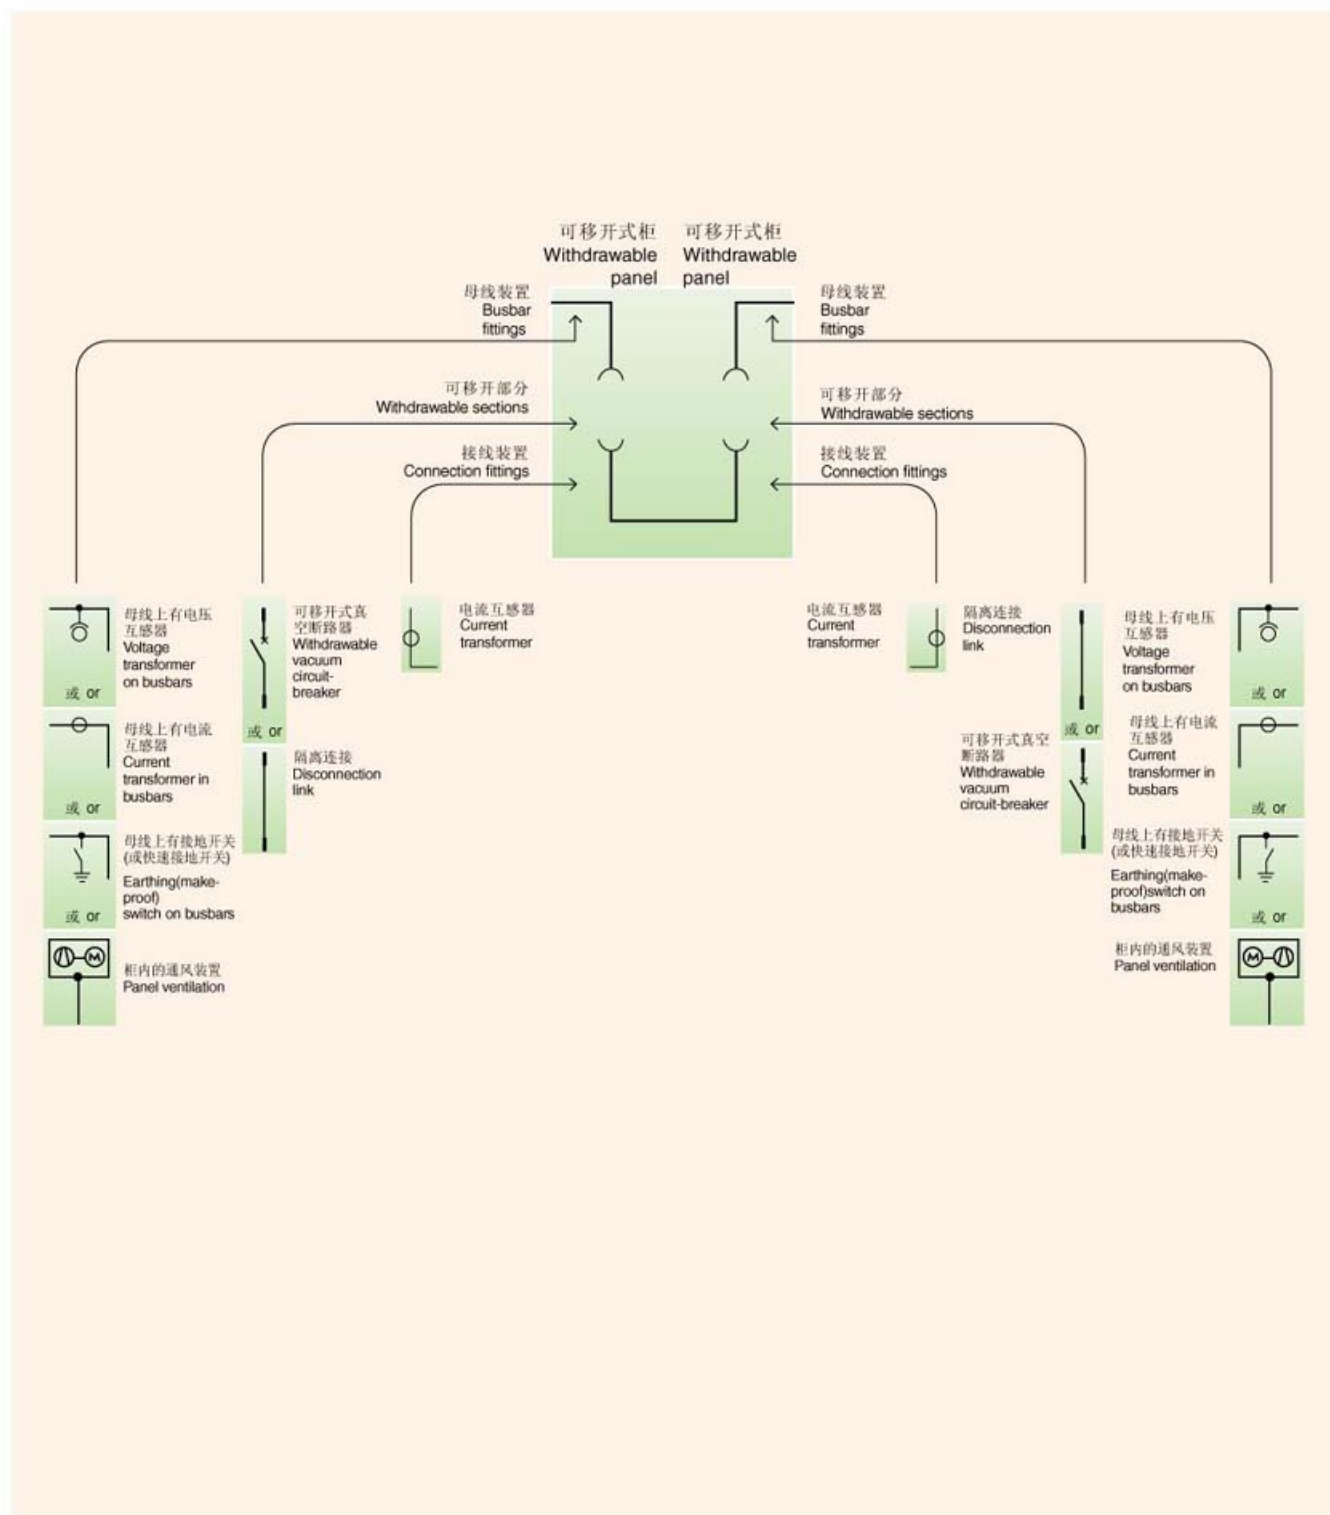 可移开式柜
Withdrawable
panel
可移开式柜
Withdrawable
panel
母线装置
Busbar
fittings
母线装置
Busbar
fittings
可移开部分
Withdrawable sections
可移开部分
Withdrawable sections
接线装置
Connection fittings
接线装置
Connection fittings
母线上有电压
互感器
Voltage
transformer
on busbars
或 or
母线上有电流
互感器
Current
transformer in
busbars
或 or
母线上有接地开关
(或快速接地开关)
Earthing(make-
proof)
switch on busbars
或 or
M
柜内的通风装置
Panel ventilation
可移开式真
空断路器
Withdrawable
vacuum
circuit-
breaker
或 or
隔离连接
Disconnection
link
电流互感器
Current
transformer
电流互感器
Current
transformer
隔离连接
Disconnection
link
或 or
可移开式真空
断路器
Withdrawable
vacuum
circuit-breaker
母线上有电压
互感器
Voltage
transformer
on busbars
或 or
母线上有电流
互感器
Current
transformer in
busbars
或 or
母线上有接地开关
(或快速接地开关)
Earthing(make-
proof)switch on
busbars
或 or
柜内的通风装置
Panel ventilation
M